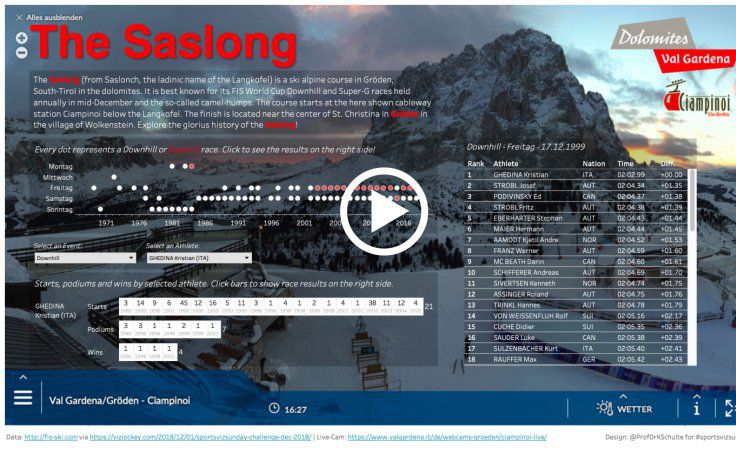 Alles ausblenden
The Saslong
Dolomites
Val Gardena
Ciampinoi
The Saslong (from Saslonch, the ladinic name of the Langkofel) is a ski alpine course in Gröden,
South-Tirol in the dolomites. It is best known for its FIS World Cup Downhill and Super-G races held
annually in mid-December and the so-called camel-humps. The course starts at the here shown cableway
station Ciampinoi below the Langkofel. The finish is located near the center of St. Christina in Gröden in
the village of Wolkenstein. Explore the glorius history of the Saslong!
Every dot represents a Downhill or Super-G race. Click to see the results on the right side!
Montag
Mittwoch
Freitag
Samstag
Sonntag
1971 1976 1981 1986 1991 1996 2001 2016
Select an Event: Select an Athlete:
Downhill GHEDINA Kristian (ITA)
Starts, podiums and wins by selected athlete. Click bars to show race results on the right side.
GHEDINA
Kristian (ITA)
Starts 3 14 9 6 45 12 16 5 11 3 1 4 1 4 1 2 1 4 1 38 11 12 4 21
Podiums 3 3 1 1 2 1 1 7
Wins 1 1 1 1 4
Downhill - Freitag - 17.12.1999
Rank Athlete Nation Time Diff.
1 GHEDINA Kristian ITA 02:02.99 +00.00
2 STROBL Josef AUT 02:04.34 +01.35
3 PODIVINSKY Ed CAN 02:04.37 +01.38
4 STROBL Fritz AUT 02:04.38 +01.39
5 EBERHARTER Stephan AUT 02:04.43 +01.44
6 MAIER Hermann AUT 02:04.44 +01.45
7 AAMODT Kjetil Andre NOR 02:04.52 +01.53
8 FRANZ Werner AUT 02:04.59 +01.60
9 MC BEATH Darin CAN 02:04.60 +01.61
10 SCHIFFERER Andreas AUT 02:04.69 +01.70
11 SIVERTSEN Kenneth NOR 02:04.74 +01.75
12 ASSINGER Roland AUT 02:04.75 +01.76
13 TRINKL Hannes AUT 02:04.78 +01.79
14 VON WEISSENFLUH Rolf SUI 02:05.16 +02.17
15 CUCHE Didier SUI 02:05.35 +02.36
16 SAUDER Luke CAN 02:05.38 +02.39
17 SULZENBACHER Kurt ITA 02:05.40 +02.41
18 RAUFFER Max GER 02:05.42 +02.43
Val Gardena/Gröden - Ciampinoi
16:27
WETTER
Data: http://fis-ski.com via https://vizjockey.com/2018/12/01/sportsvizsunday-challenge-dec-2018/ | Live-Cam: https://www.valgardena.it/de/webcams-groeden/ciampinoi-live/
Design: @ProfDrKSchulte for #sportsvizsu